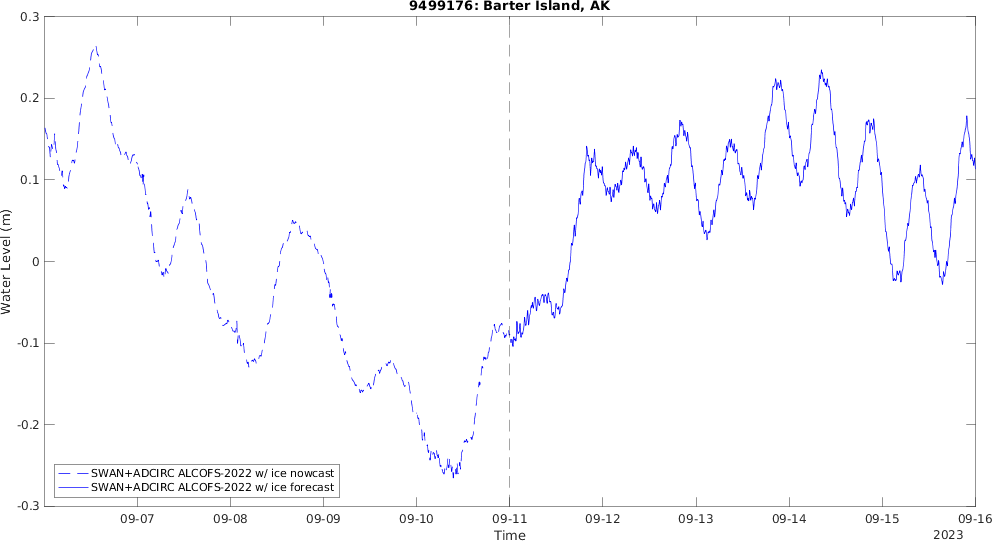 9499176: Barter Island, AK
0.3
0.2
0.1
0
-0.1
-0.2
-0.3
Water Level (m)
SWAN+ADCIRC ALCOFS-2022 w/ ice nowcast
SWAN+ADCIRC ALCOFS-2022 w/ ice forecast
09-07 09-08 09-09 09-10 09-11 09-12 09-13 09-14 09-15 09-16
Time
2023